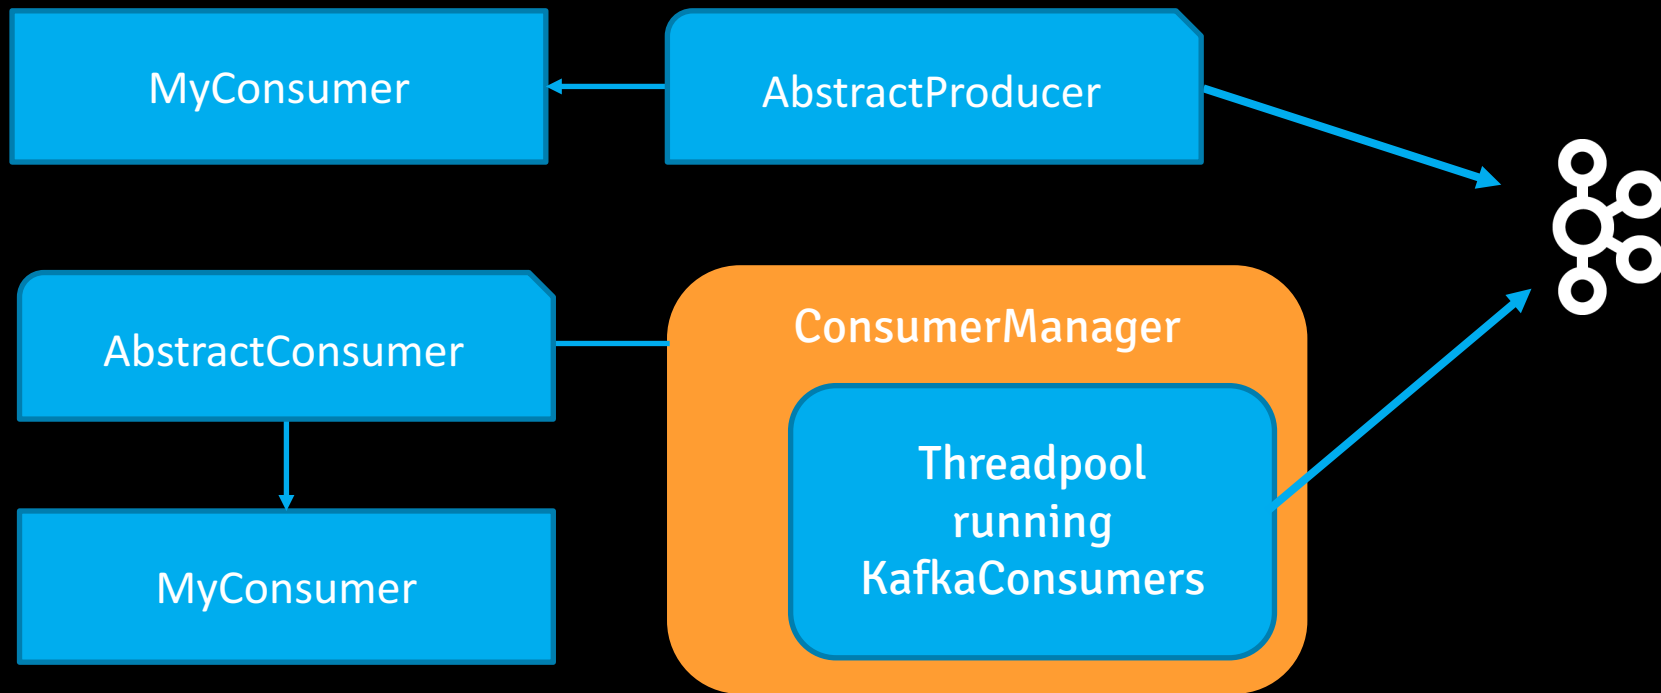 MyConsumer
AbstractProducer
AbstractConsumer
ConsumerManager
Threadpool
running
KafkaConsumers
MyConsumer